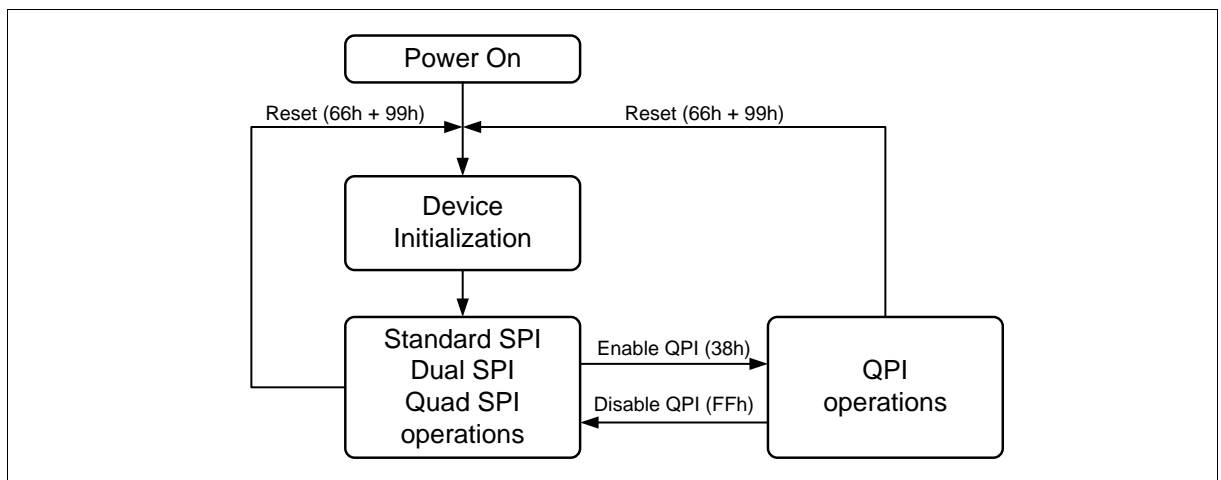 Power On
Reset (66h + 99h)
Reset (66h + 99h)
Device
Initialization
Standard SPI
Dual SPI
Quad SPI
operations
Enable QPI (38h)
Disable QPI (FFh)
QPI
operations